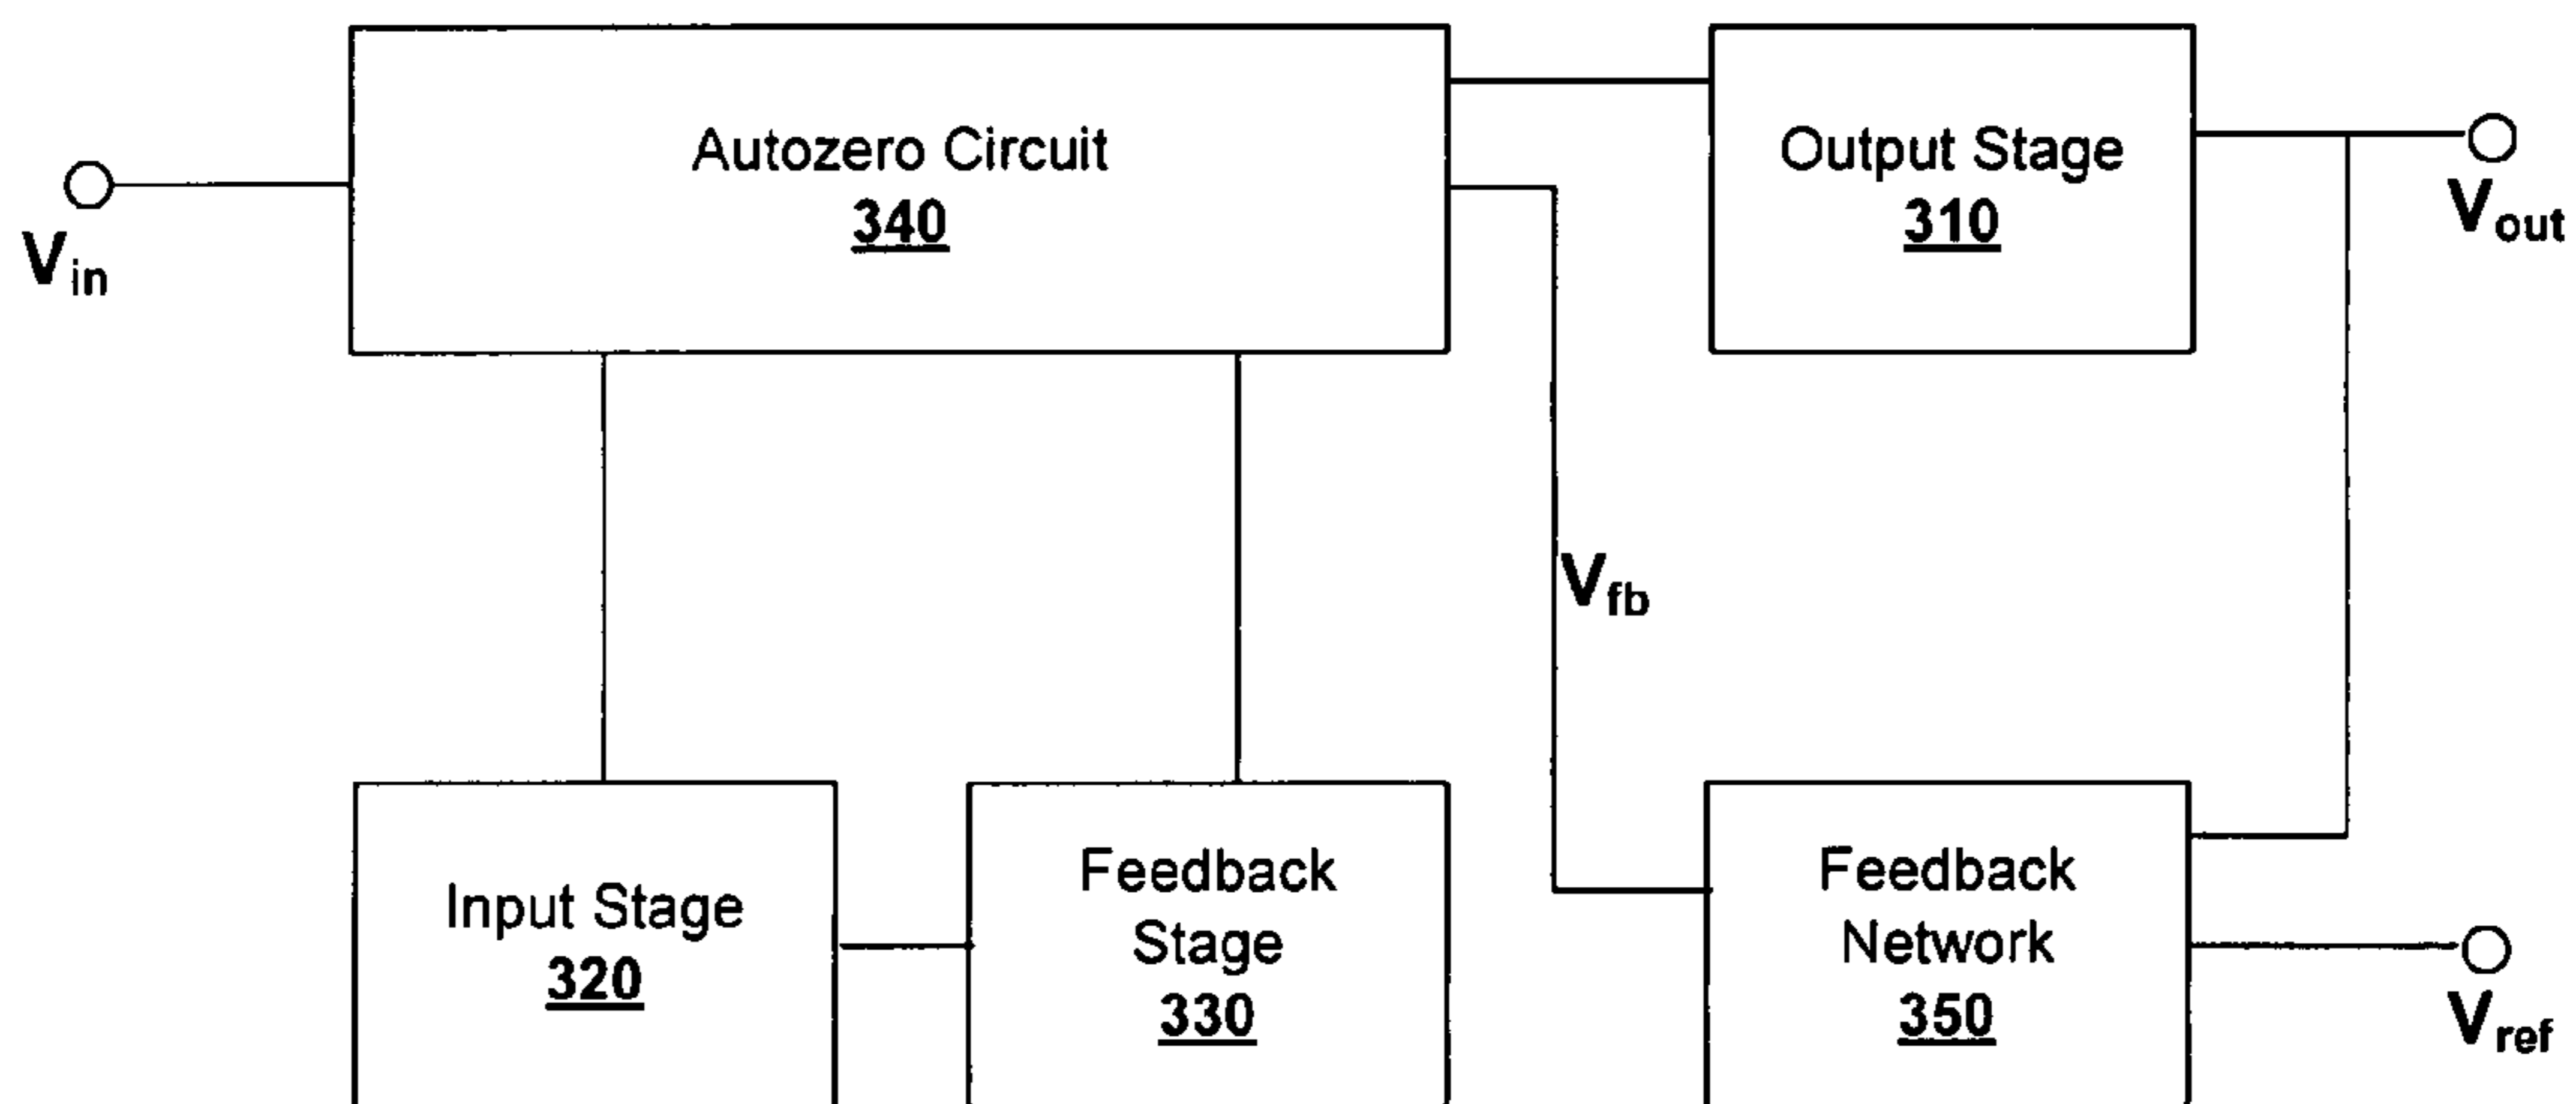 Autozero Circuit
340
Output Stage
310
Vin
Vout
Vfb
Input Stage
320
Feedback
Stage
330
Feedback
Network
350
Vref